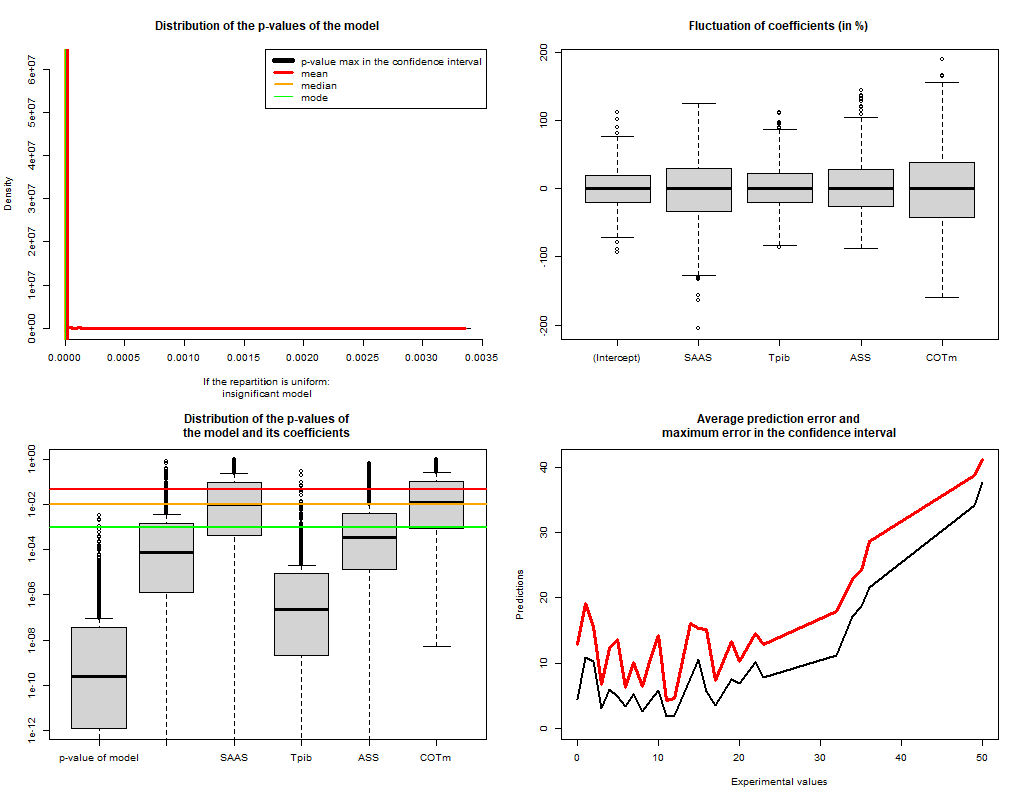 Distribution of the p-values of the model
p-value max in the confidence interval
mean
median
mode
Density
0e+00 1e+07 2e+07 3e+07 4e+07 5e+07 6e+07
0.0000 0.0005 0.0010 0.0015 0.0020 0.0025 0.0030 0.0035
If the repartition is uniform:
insignificant model
Fluctuation of coefficients (in %)
-200 -100 0 100 200
(Intercept) SAAS Tpib ASS COTm
Distribution of the p-values of
the model and its coefficients
1e-12 1e-10 1e-08 1e-06 1e-04 1e-02 1e+00
p-value of model SAAS Tpib ASS COTm
Average prediction error and
maximum error in the confidence interval
Predictions
0 10 20 30 40
0 10 20 30 40 50
Experimental values